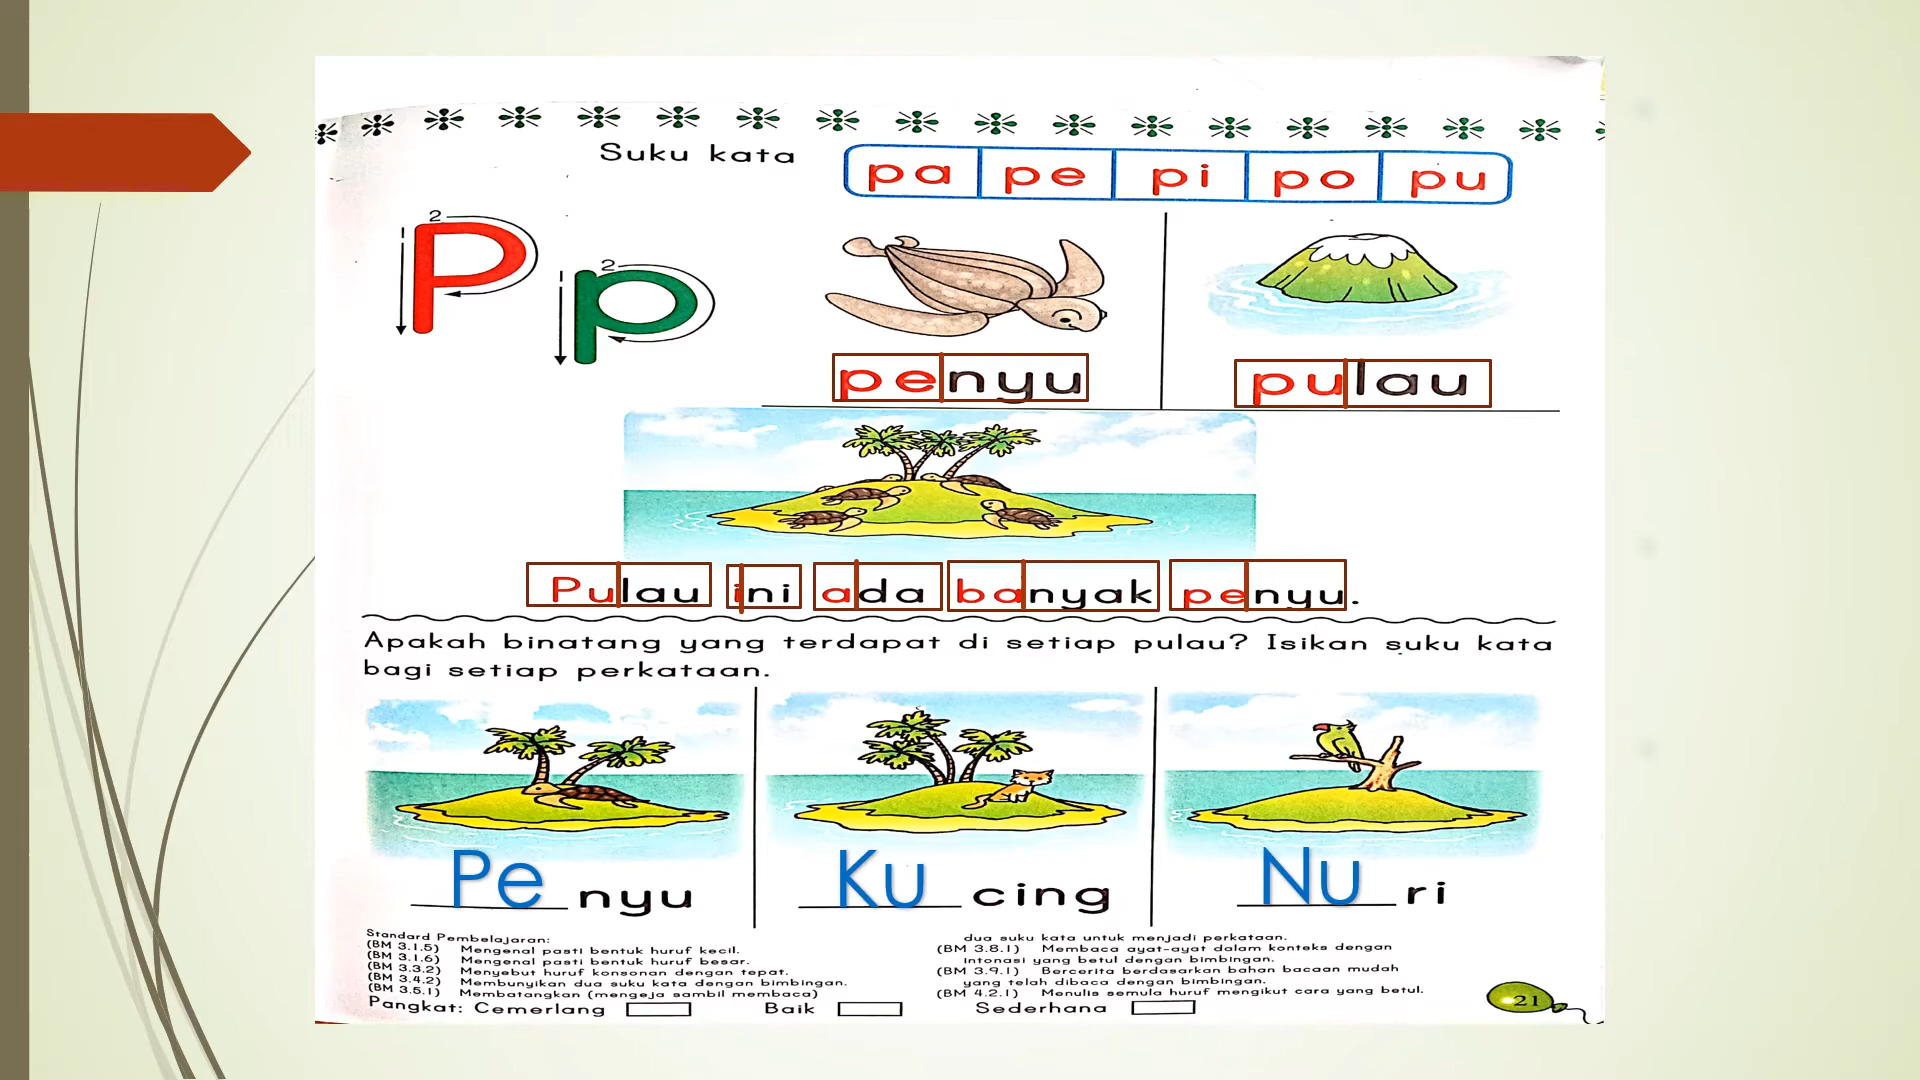 Suku kata
pa pe pi po pu
2
P
2
p
penyu
pulau
Pulau ini ada banyak penyu.
Apakah binatang yang terdapat di setiap pulau? Isikan suku kata
bagi setiap perkataan.
Pe nyu
Ku cing
Nu ri
Standard Pembelajaran:
(BM 3.1.5) Mengenal pasti bentuk huruf kecil.
(BM 3.1.6) Mengenal pasti bentuk huruf besar.
(BM 3.3.2) Menyebut huruf konsonan dengan tepat.
(BM 3.4.2) Membunyikan dua suku kata dengan bimbingan.
(BM 3.5.1) Membatangkan (mengeja sambil membaca)
dua suku kata untuk menjadi perkataan.
(BM 3.8.1) Membaca ayat-ayat dalam konteks dengan
intonasi yang betul dengan bimbingan.
(BM 3.9.1) Bercerita berdasarkan bahan bacaan mudah
yang telah dibaca dengan bimbingan.
(BM 4.2.1) Menulis semula huruf mengikut cara yang betul.
Pangkat: Cemerlang Baik Sederhana
21